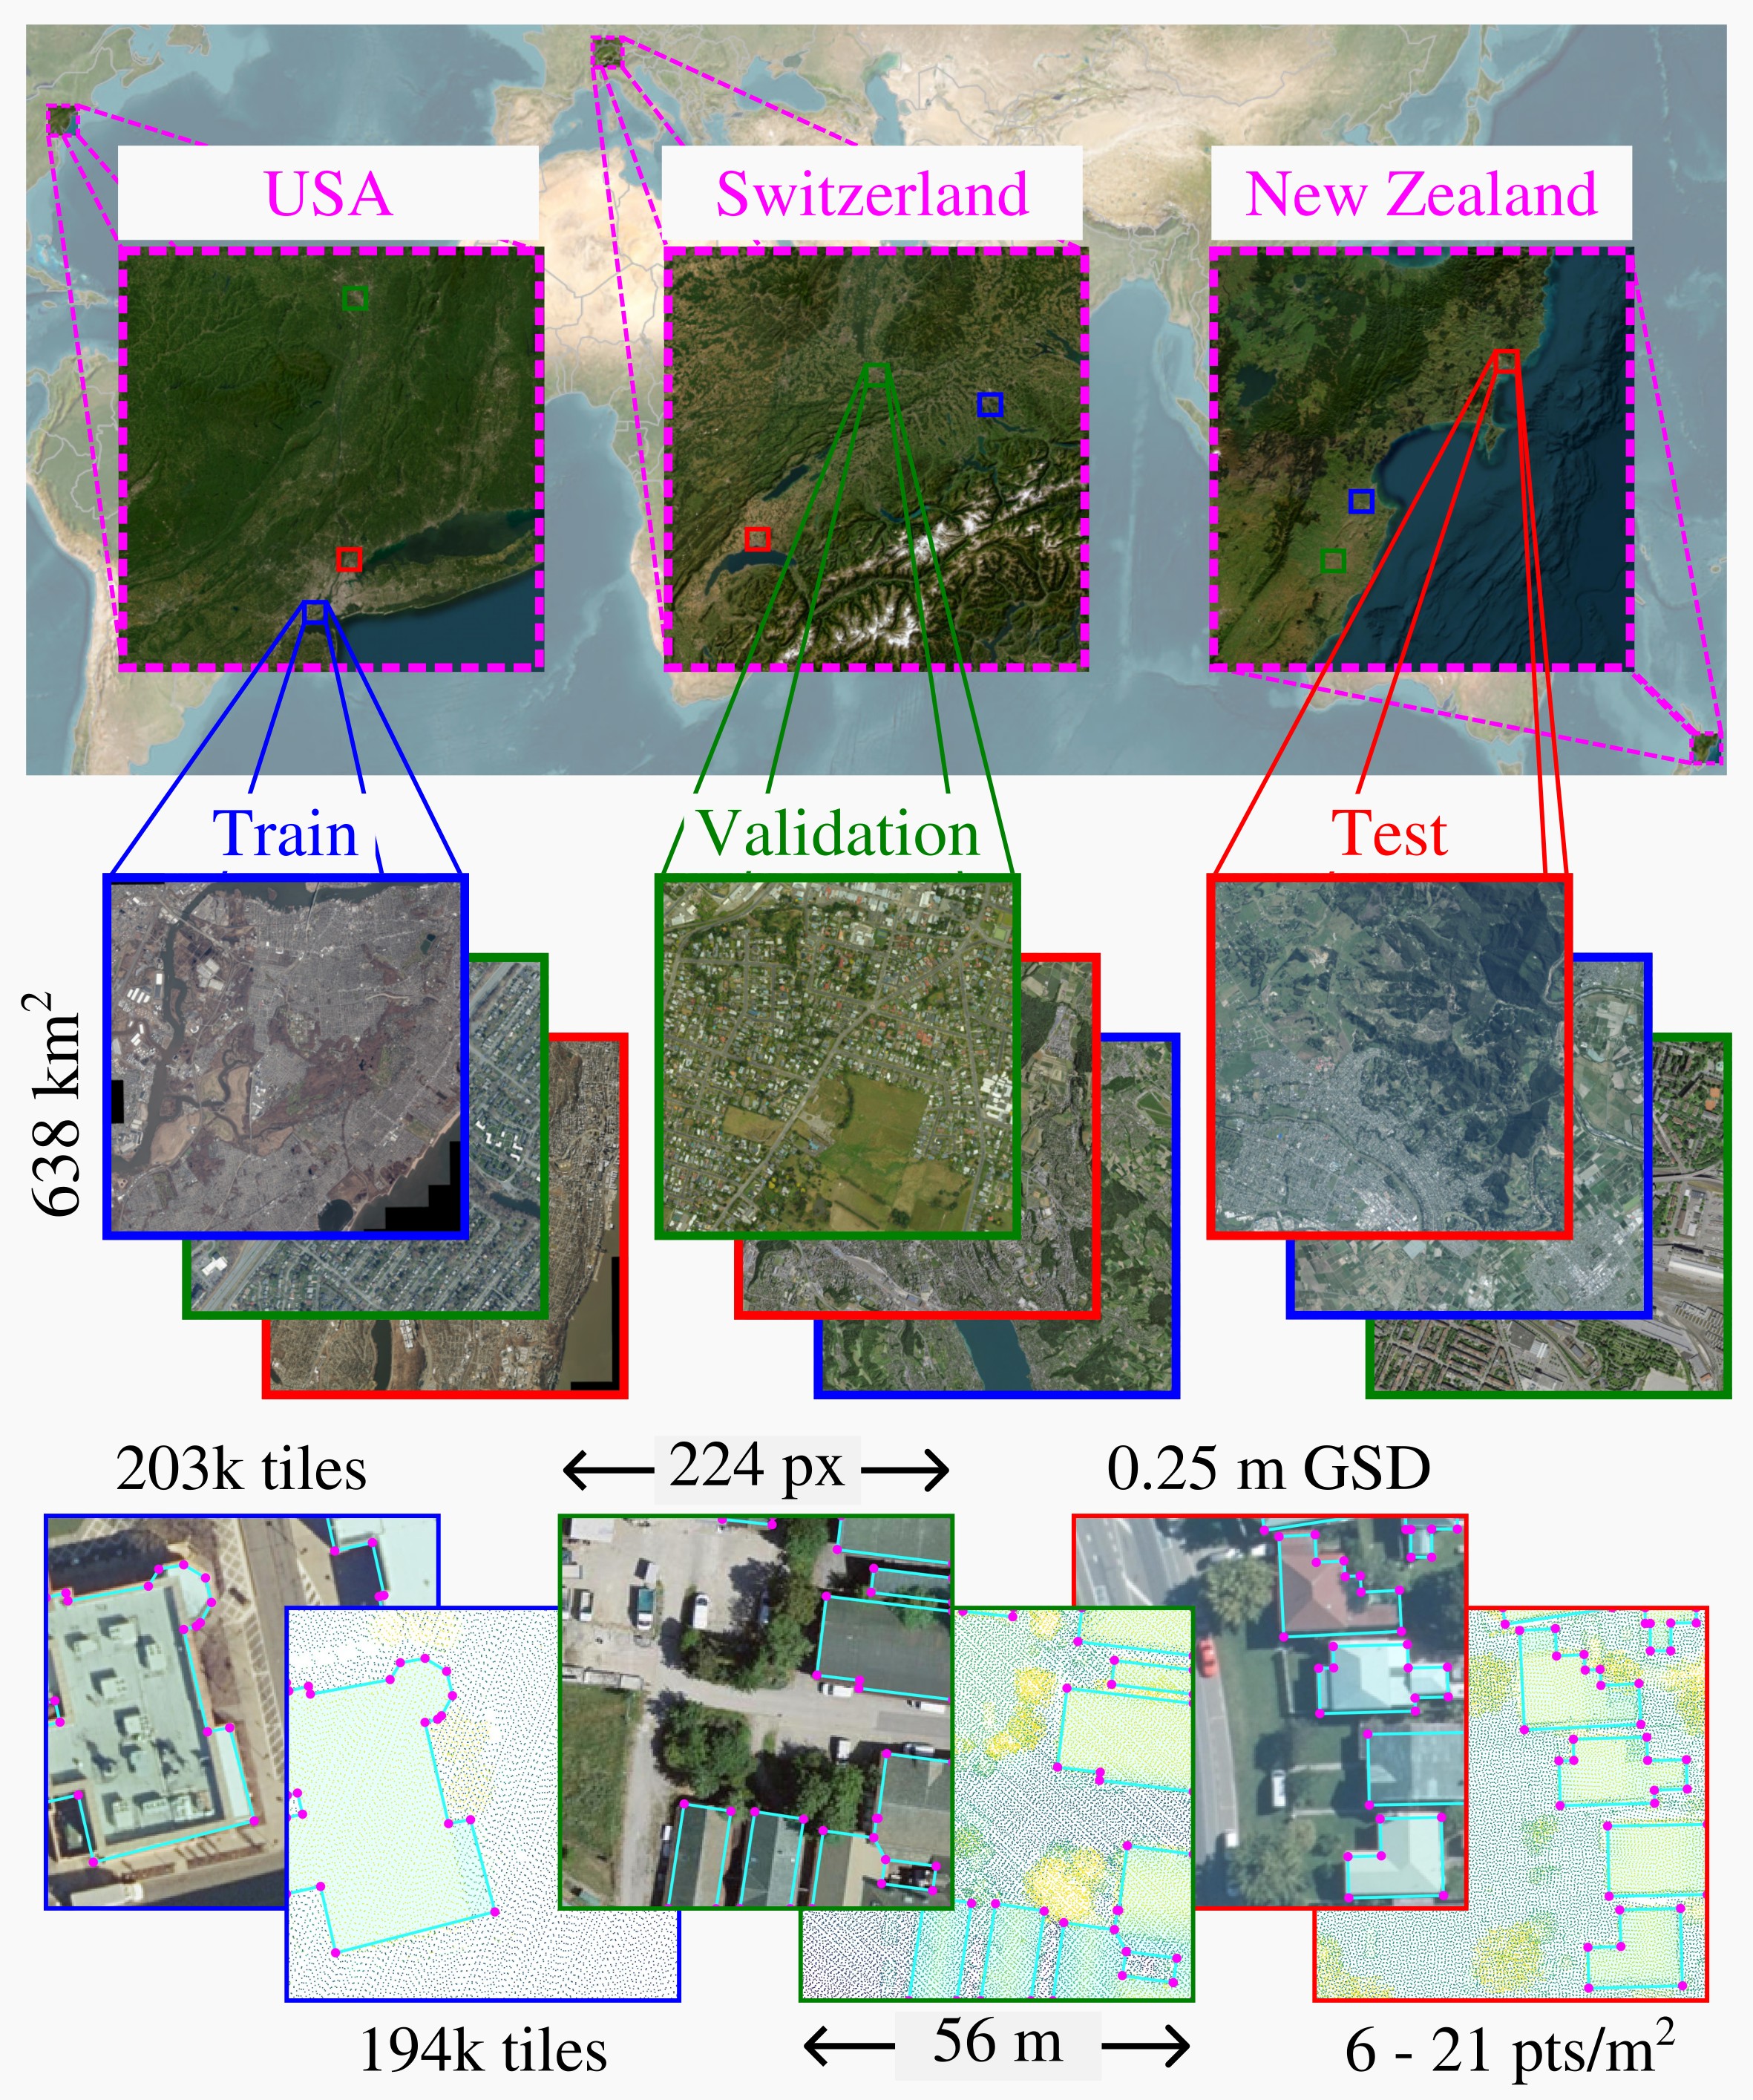 USA
Switzerland
New Zealand
Train
Validation
Test
638 km²
203k tiles
224 px
0.25 m GSD
194k tiles
56 m
6 - 21 pts/m²